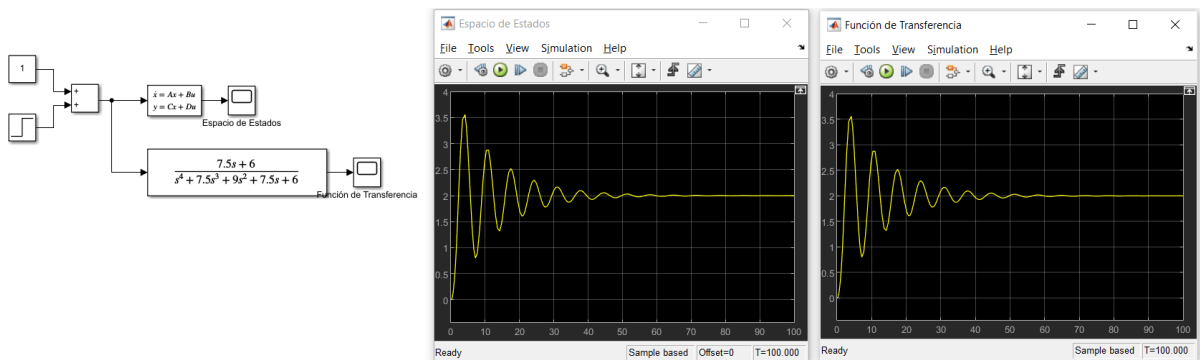 1
+
+
ẋ = Ax + Bu
y = Cx + Du
Espacio de Estados
7.5s + 6
s⁴ + 7.5s³ + 9s² + 7.5s + 6
Función de Transferencia
Espacio de Estados
File Tools View Simulation Help
4
3.5
3
2.5
2
1.5
1
0.5
0
0 10 20 30 40 50 60 70 80 90 100
Ready Sample based Offset=0 T=100.000
Función de Transferencia
File Tools View Simulation Help
4
3.5
3
2.5
2
1.5
1
0.5
0
0 10 20 30 40 50 60 70 80 90 100
Ready Sample based T=100.000